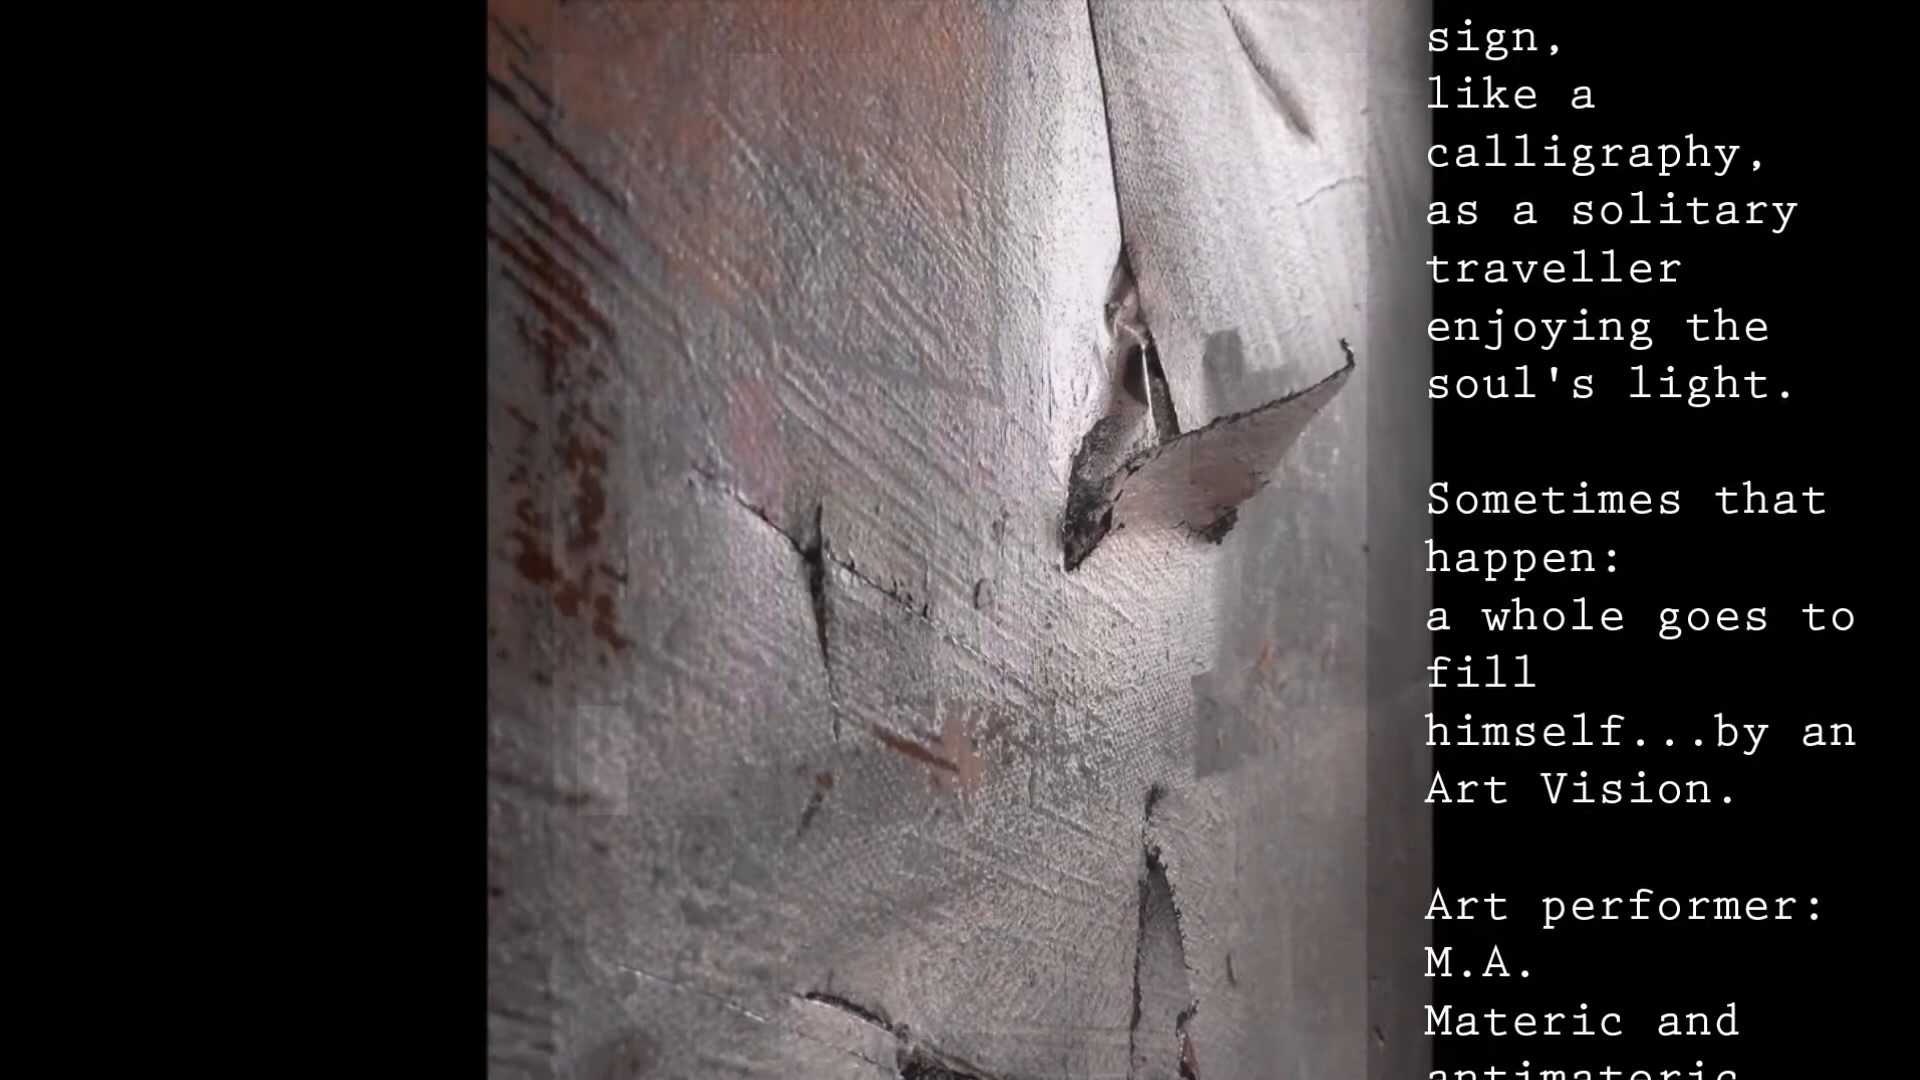 sign,
like a
calligraphy,
as a solitary
traveller
enjoying the
soul's light.
Sometimes that
happen:
a whole goes to
fill
himself...by an
Art Vision.
Art performer:
M.A.
Materic and
antimateric